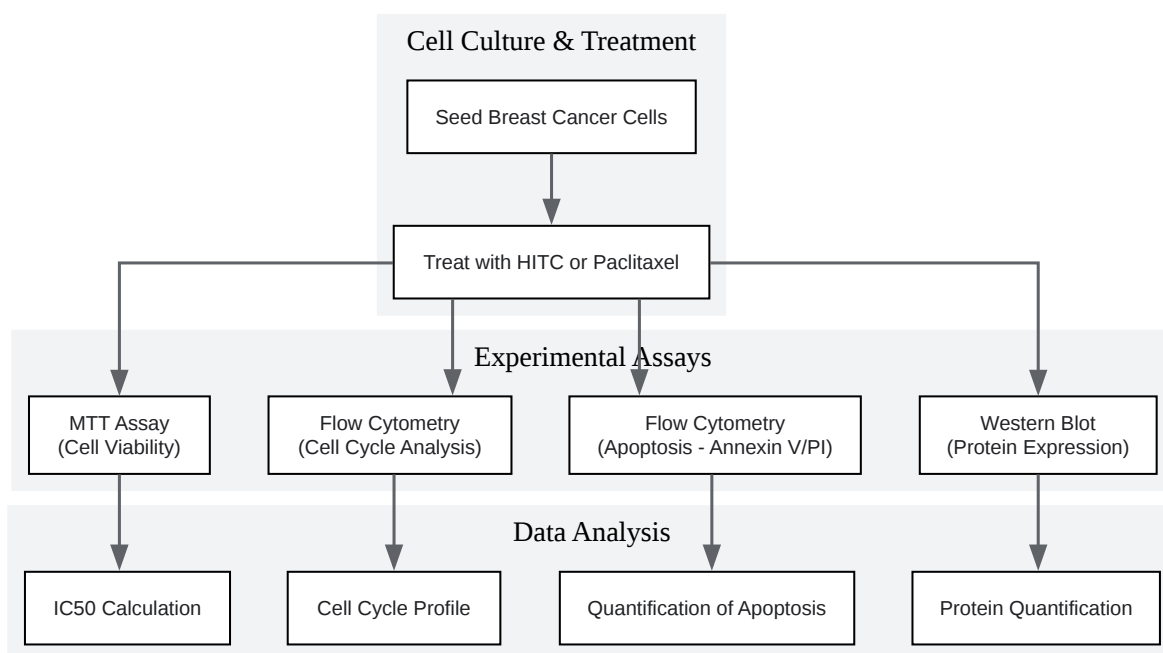 Cell Culture & Treatment
Seed Breast Cancer Cells
Treat with HITC or Paclitaxel
Experimental Assays
MTT Assay
(Cell Viability)
Flow Cytometry
(Cell Cycle Analysis)
Flow Cytometry
(Apoptosis - Annexin V/PI)
Western Blot
(Protein Expression)
Data Analysis
IC50 Calculation
Cell Cycle Profile
Quantification of Apoptosis
Protein Quantification